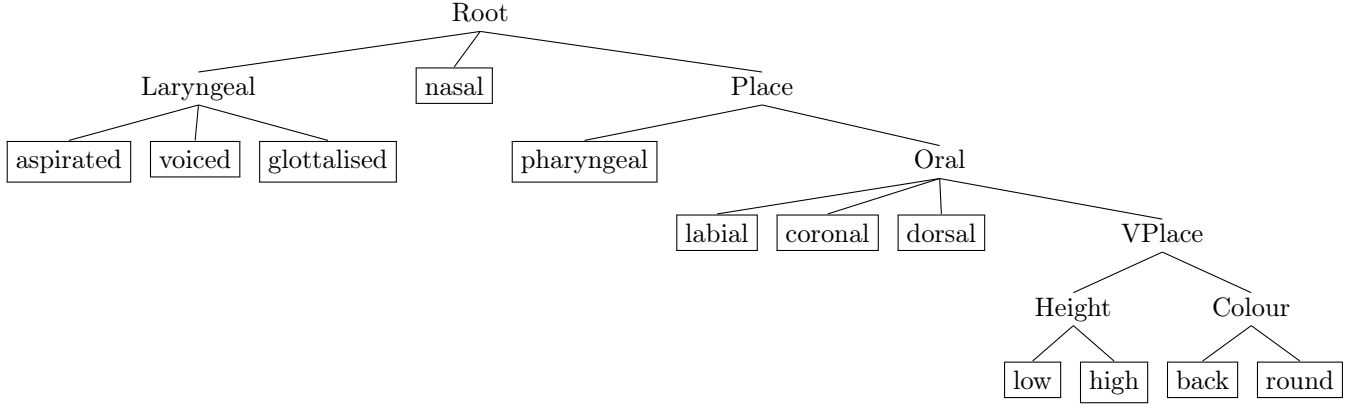 Root
Laryngeal nasal Place
aspirated voiced glottalised pharyngeal Oral
labial coronal dorsal VPlace
Height Colour
low high back round